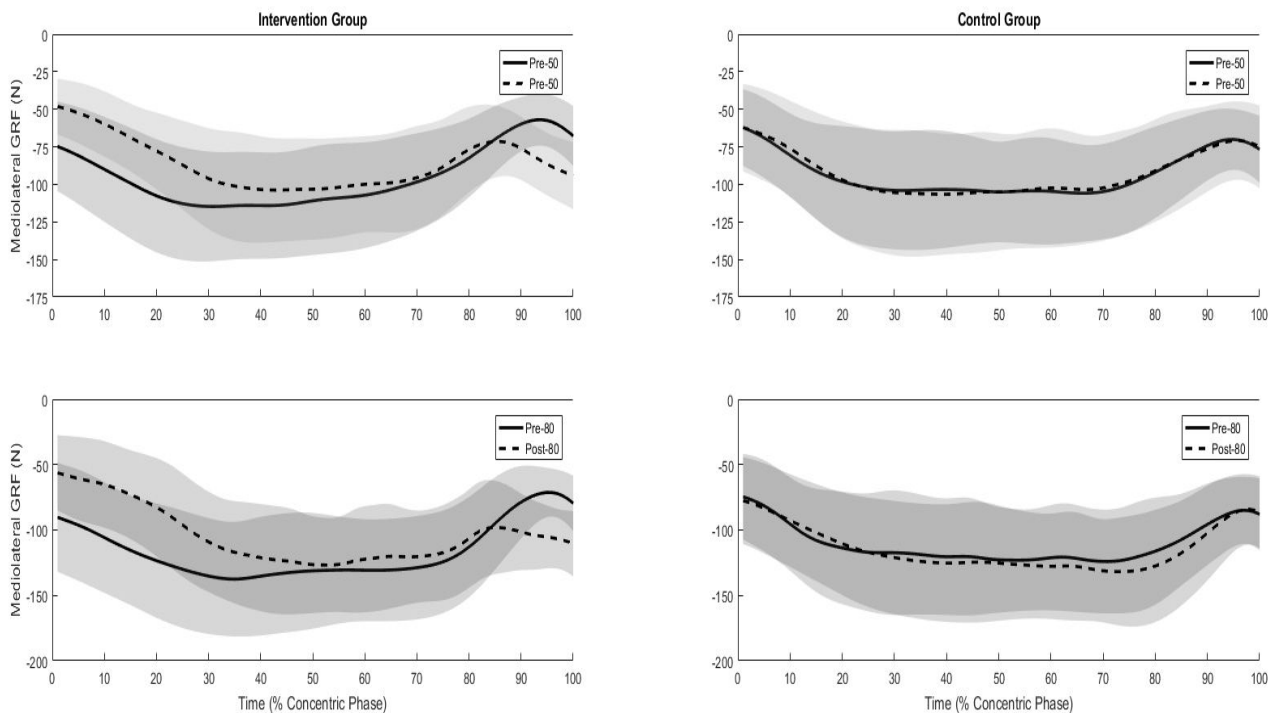 Intervention Group
Control Group
0
-25
-50
-75
-100
-125
-150
-175
Mediolateral GRF (N)
Pre-50
Pre-50
0 10 20 30 40 50 60 70 80 90 100
0
-25
-50
-75
-100
-125
-150
-175
Pre-50
Pre-50
0 10 20 30 40 50 60 70 80 90 100
0
-50
-100
-150
-200
Mediolateral GRF (N)
Pre-80
Post-80
0 10 20 30 40 50 60 70 80 90 100
Time (% Concentric Phase)
0
-50
-100
-150
-200
Pre-80
Post-80
0 10 20 30 40 50 60 70 80 90 100
Time (% Concentric Phase)